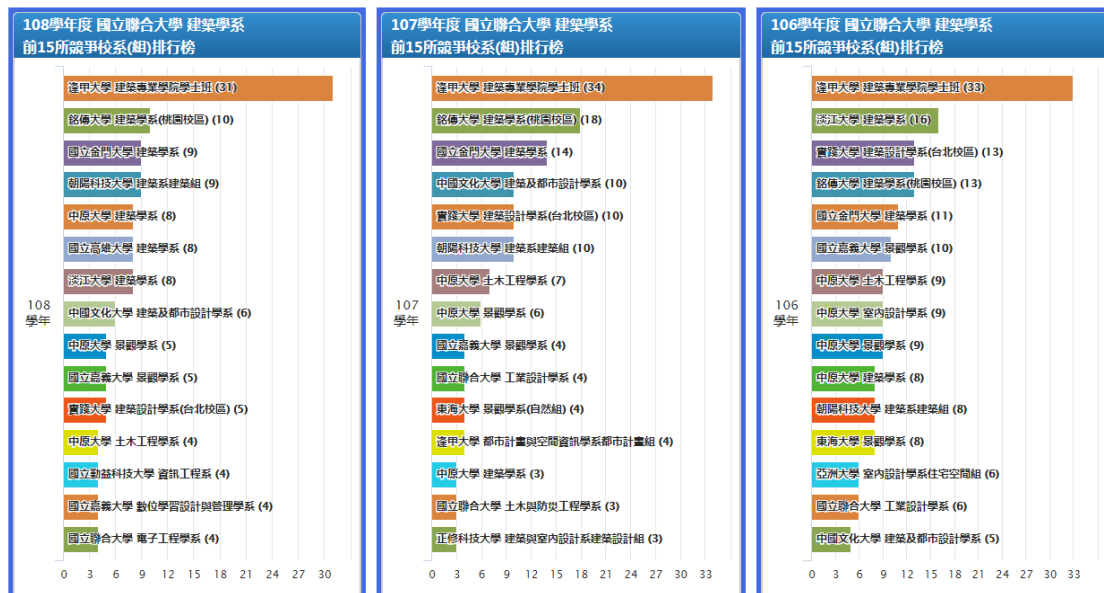 108學年度 國立聯合大學 建築學系
前15所競爭校系(組)排行榜
逢甲大學 建築專業學院學士班 (31)
銘傳大學 建築學系(桃園校區) (10)
國立金門大學 建築學系 (9)
朝陽科技大學 建築系建築組 (9)
中原大學 建築學系 (8)
國立高雄大學 建築學系 (8)
淡江大學 建築學系 (8)
中國文化大學 建築及都市設計學系 (6)
中原大學 景觀學系 (5)
國立嘉義大學 景觀學系 (5)
實踐大學 建築設計學系(台北校區) (5)
中原大學 土木工程學系 (4)
國立勤益科技大學 資訊工程系 (4)
國立嘉義大學 數位學習設計與管理學系 (4)
國立聯合大學 電子工程學系 (4)
108
學年
0 3 6 9 12 15 18 21 24 27 30
107學年度 國立聯合大學 建築學系
前15所競爭校系(組)排行榜
逢甲大學 建築專業學院學士班 (34)
銘傳大學 建築學系(桃園校區) (18)
國立金門大學 建築學系 (14)
中國文化大學 建築及都市設計學系 (10)
實踐大學 建築設計學系(台北校區) (10)
朝陽科技大學 建築系建築組 (10)
中原大學 土木工程學系 (7)
中原大學 景觀學系 (6)
國立嘉義大學 景觀學系 (4)
國立聯合大學 工業設計學系 (4)
東海大學 景觀學系(自然組) (4)
逢甲大學 都市計畫與空間資訊學系都市計畫組 (4)
中原大學 建築學系 (3)
國立聯合大學 土木與防災工程學系 (3)
正修科技大學 建築與室內設計系建築設計組 (3)
107
學年
0 3 6 9 12 15 18 21 24 27 30 33
106學年度 國立聯合大學 建築學系
前15所競爭校系(組)排行榜
逢甲大學 建築專業學院學士班 (33)
淡江大學 建築學系 (16)
實踐大學 建築設計學系(台北校區) (13)
銘傳大學 建築學系(桃園校區) (13)
國立金門大學 建築學系 (11)
國立嘉義大學 景觀學系 (10)
中原大學 土木工程學系 (9)
中原大學 室內設計學系 (9)
中原大學 景觀學系 (9)
中原大學 建築學系 (8)
朝陽科技大學 建築系建築組 (8)
東海大學 景觀學系 (8)
亞洲大學 室內設計學系住宅空間組 (6)
國立聯合大學 工業設計學系 (6)
中國文化大學 建築及都市設計學系 (5)
106
學年
0 3 6 9 12 15 18 21 24 27 30 33 36